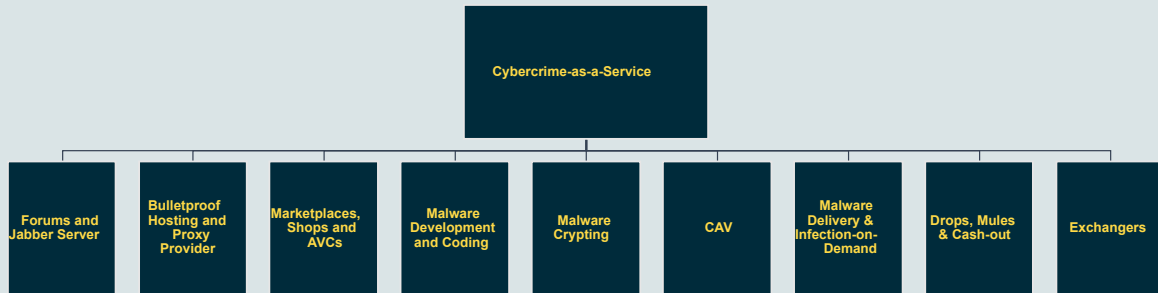 Cybercrime-as-a-Service
Forums and
Jabber Server
Bulletproof
Hosting and
Proxy
Provider
Marketplaces,
Shops and
AVCs
Malware
Development
and Coding
Malware
Crypting
CAV
Malware
Delivery &
Infection-on-
Demand
Drops, Mules
& Cash-out
Exchangers